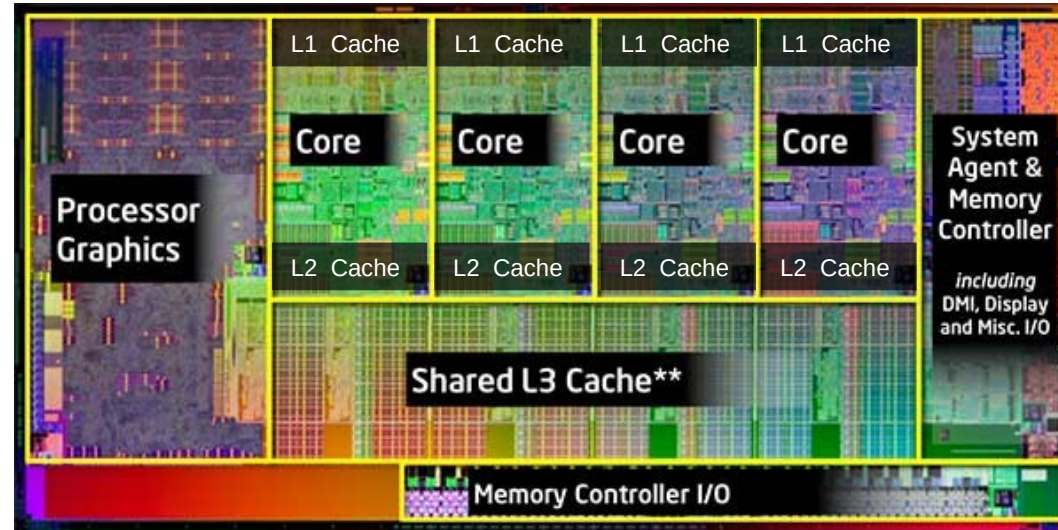 L1 Cache
L1 Cache
L1 Cache
L1 Cache
Core
Core
Core
Core
Processor
Graphics
L2 Cache
L2 Cache
L2 Cache
L2 Cache
System
Agent &
Memory
Controller
including
DMI, Display
and Misc. I/O
Shared L3 Cache**
Memory Controller I/O